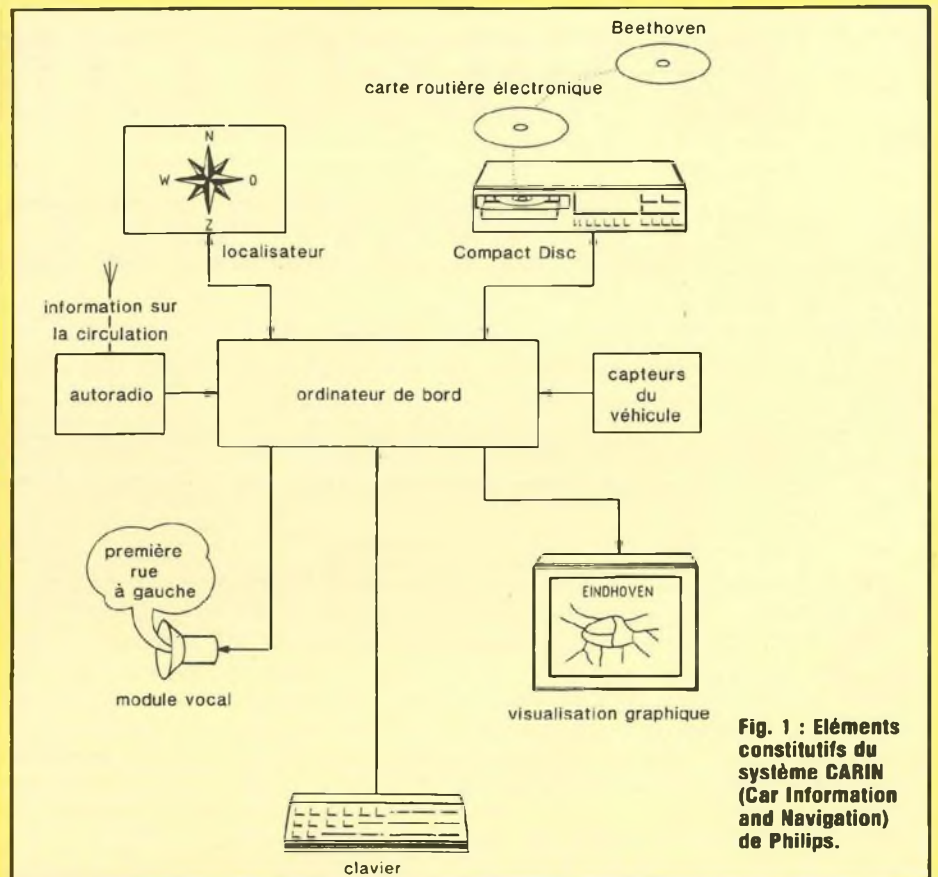 Beethoven
carte routière électronique
N
W O
Z
localisateur
Compact Disc
information sur
la circulation
autoradio
ordinateur de bord
capteurs
du
véhicule
première
rue
à gauche
module vocal
EINDHOVEN
visualisation graphique
clavier
Fig. 1 : Eléments
constitutifs du
système CARIN
(Car Information
and Navigation)
de Philips.